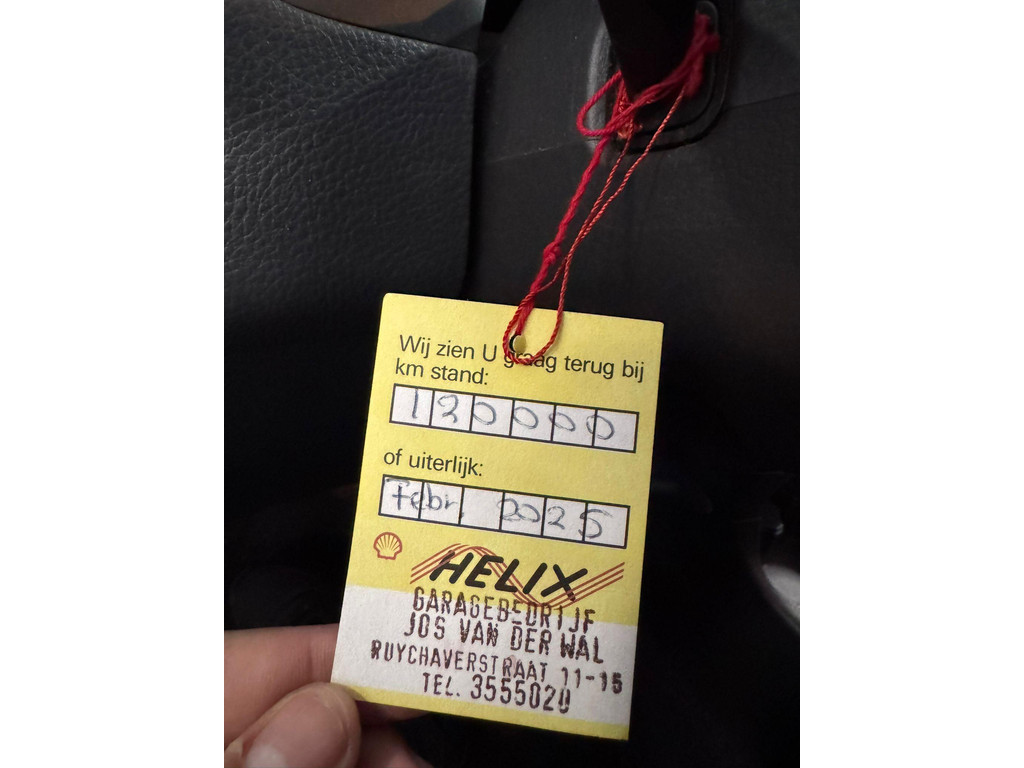 Wij zien U graag terug bij
km stand:
120000
of uiterlijk:
Febr. 2025
HELIX
GARAGEBEDRIJF
JOS VAN DER WAL
RUYCHAVERSTRAAT 11-15
TEL. 3555020